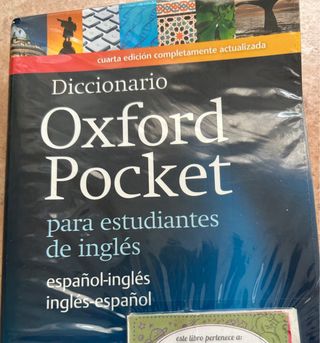 cuarta edición completamente actualizada
Diccionario
Oxford
Pocket
para estudiantes
de inglés
español-inglés
inglés-español
este libro pertenece a: